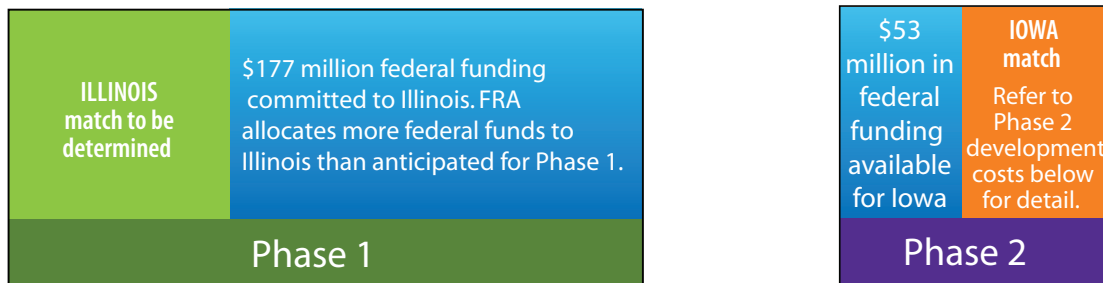 ILLINOIS
match to be
determined
$177 million federal funding
committed to Illinois. FRA
allocates more federal funds to
Illinois than anticipated for Phase 1.
Phase 1
$53
million in
federal
funding
available
for Iowa
IOWA
match
Refer to
Phase 2
development
costs below
for detail.
Phase 2